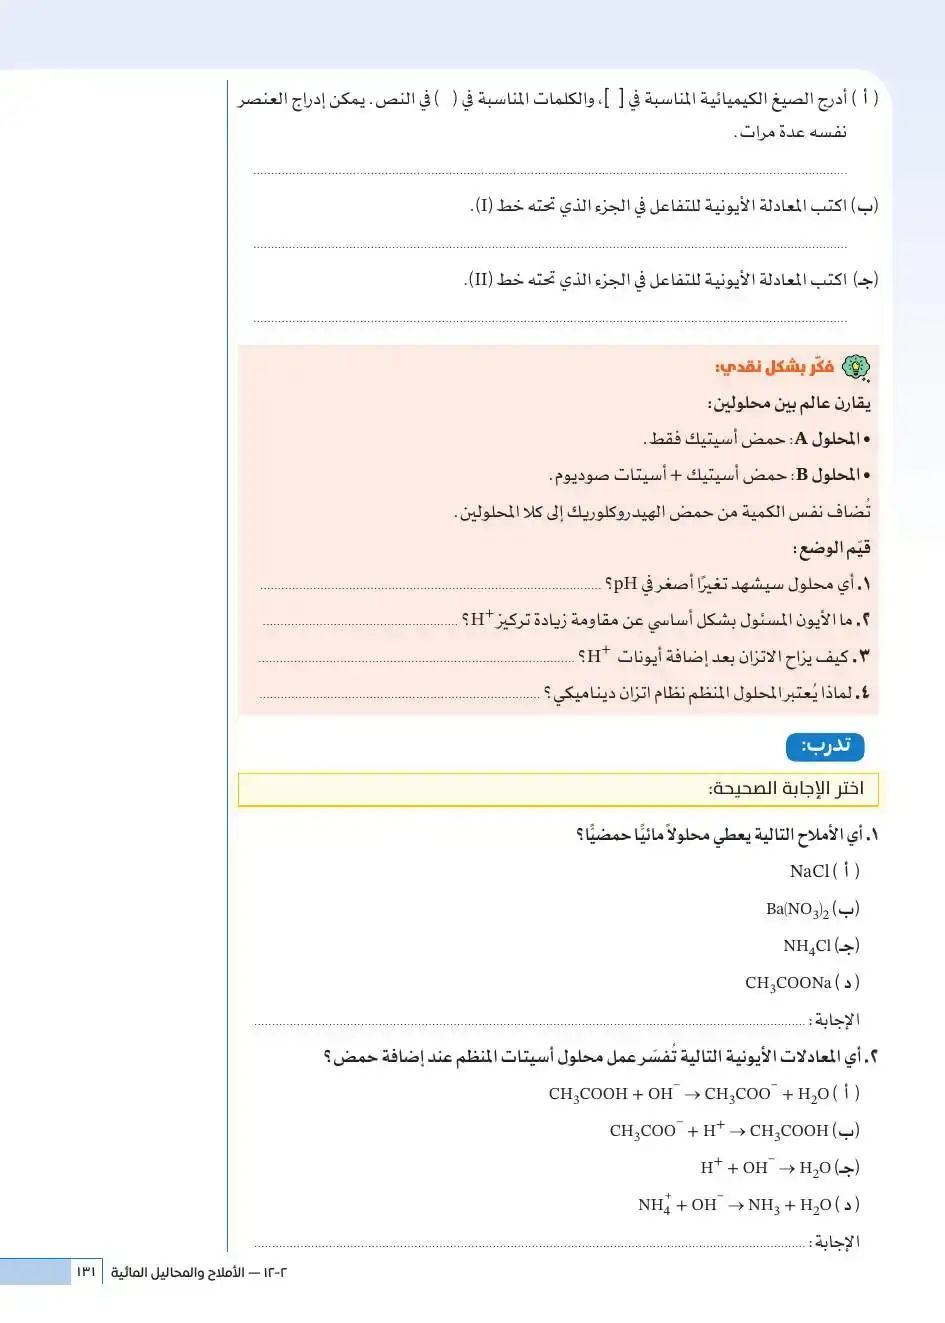 ( أ ) أدرج الصيغ الكيميائية المناسبة في [ ]، والكلمات المناسبة في ( ) في النص. يمكن إدراج العنصر
نفسه عدة مرات.
(ب) اكتب المعادلة الأيونية للتفاعل في الجزء الذي تحته خط (I).
(جـ) اكتب المعادلة الأيونية للتفاعل في الجزء الذي تحته خط (II).
فكّر بشكل نقدي:
يقارن عالم بين محلولين:
• المحلول A: حمض أسيتيك فقط.
• المحلول B: حمض أسيتيك + أسيتات صوديوم.
تُضاف نفس الكمية من حمض الهيدروكلوريك إلى كلا المحلولين.
قيّم الوضع:
١. أي محلول سيشهد تغيرًا أصغر في pH؟
٢. ما الأيون المسئول بشكل أساسي عن مقاومة زيادة تركيز H⁺؟
٣. كيف يزاح الاتزان بعد إضافة أيونات H⁺؟
٤. لماذا يُعتبر المحلول المنظم نظام اتزان ديناميكي؟
تدرب:
اختر الإجابة الصحيحة:
١. أي الأملاح التالية يعطي محلولاً مائيًا حمضيًا؟
( أ ) NaCl
(ب) Ba(NO₃)₂
(جـ) NH₄Cl
( د ) CH₃COONa
الإجابة:
٢. أي المعادلات الأيونية التالية تُفسَر عمل محلول أسيتات المنظم عند إضافة حمض؟
( أ ) CH₃COOH + OH⁻ → CH₃COO⁻ + H₂O
(ب) CH₃COO⁻ + H⁺ → CH₃COOH
(جـ) H⁺ + OH⁻ → H₂O
( د ) NH₄⁺ + OH⁻ → NH₃ + H₂O
الإجابة:
٢-١٢ — الأملاح والمحاليل المائية ١٣١